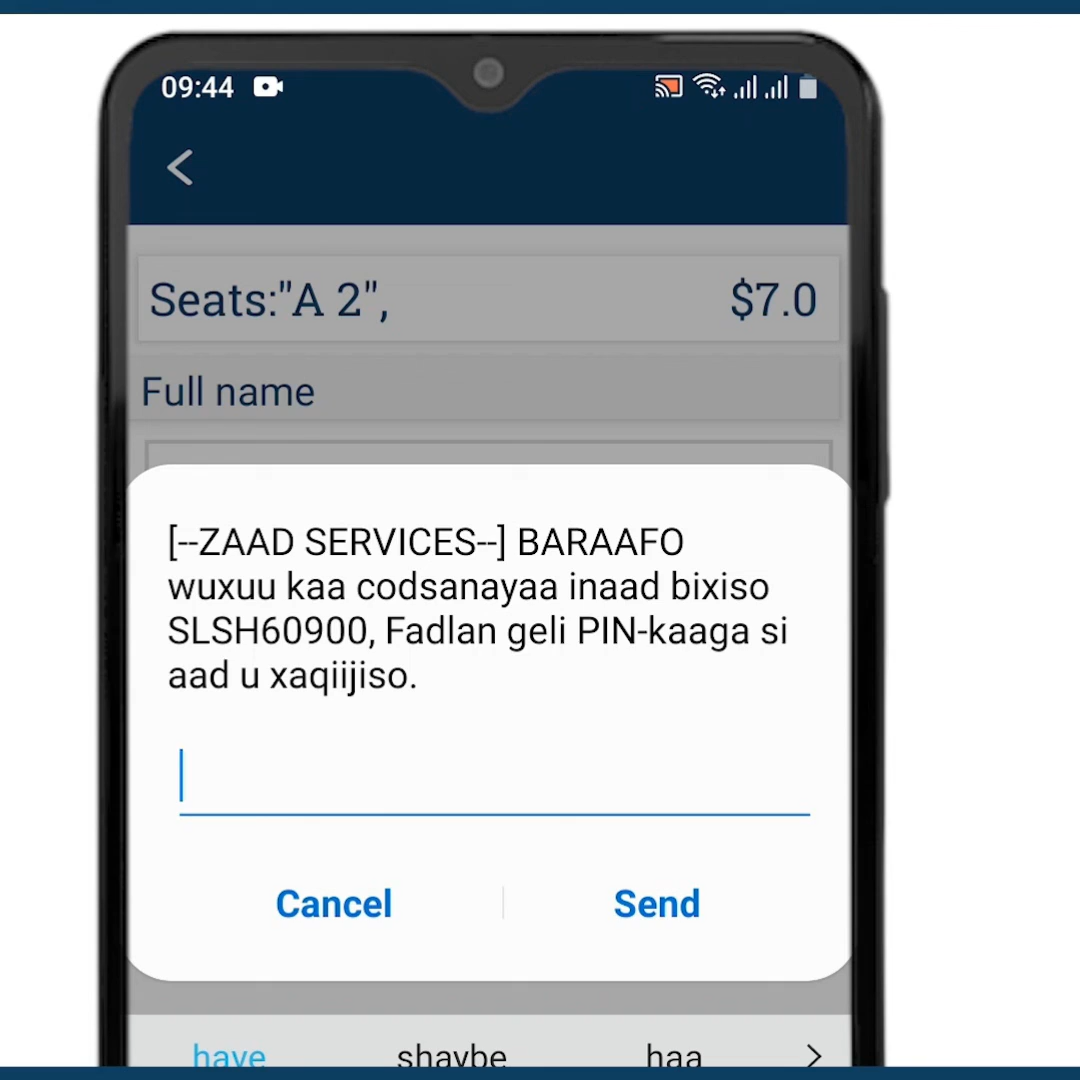 09:44
Seats:"A 2", $7.0
Full name
[--ZAAD SERVICES--] BARAAFO
wuxuu kaa codsanayaa inaad bixiso
SLSH60900, Fadlan geli PIN-kaaga si
aad u xaqiijiso.
Cancel Send
have shaybe haa